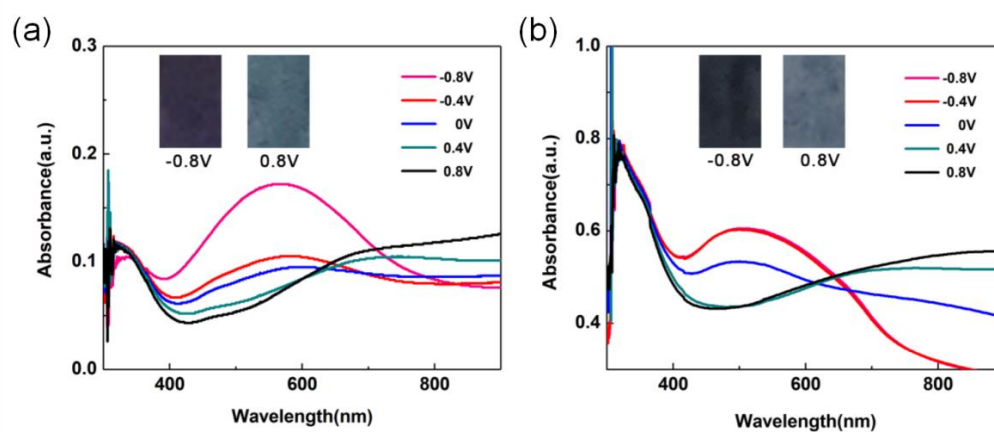 (a)
0.3
0.2
0.1
0.0
Absorbance(a.u.)
400
600
800
Wavelength(nm)
-0.8V
0.8V
-0.8V
-0.4V
0V
0.4V
0.8V
(b)
1.0
0.8
0.6
0.4
Absorbance(a.u.)
400
600
800
Wavelength(nm)
-0.8V
0.8V
-0.8V
-0.4V
0V
0.4V
0.8V